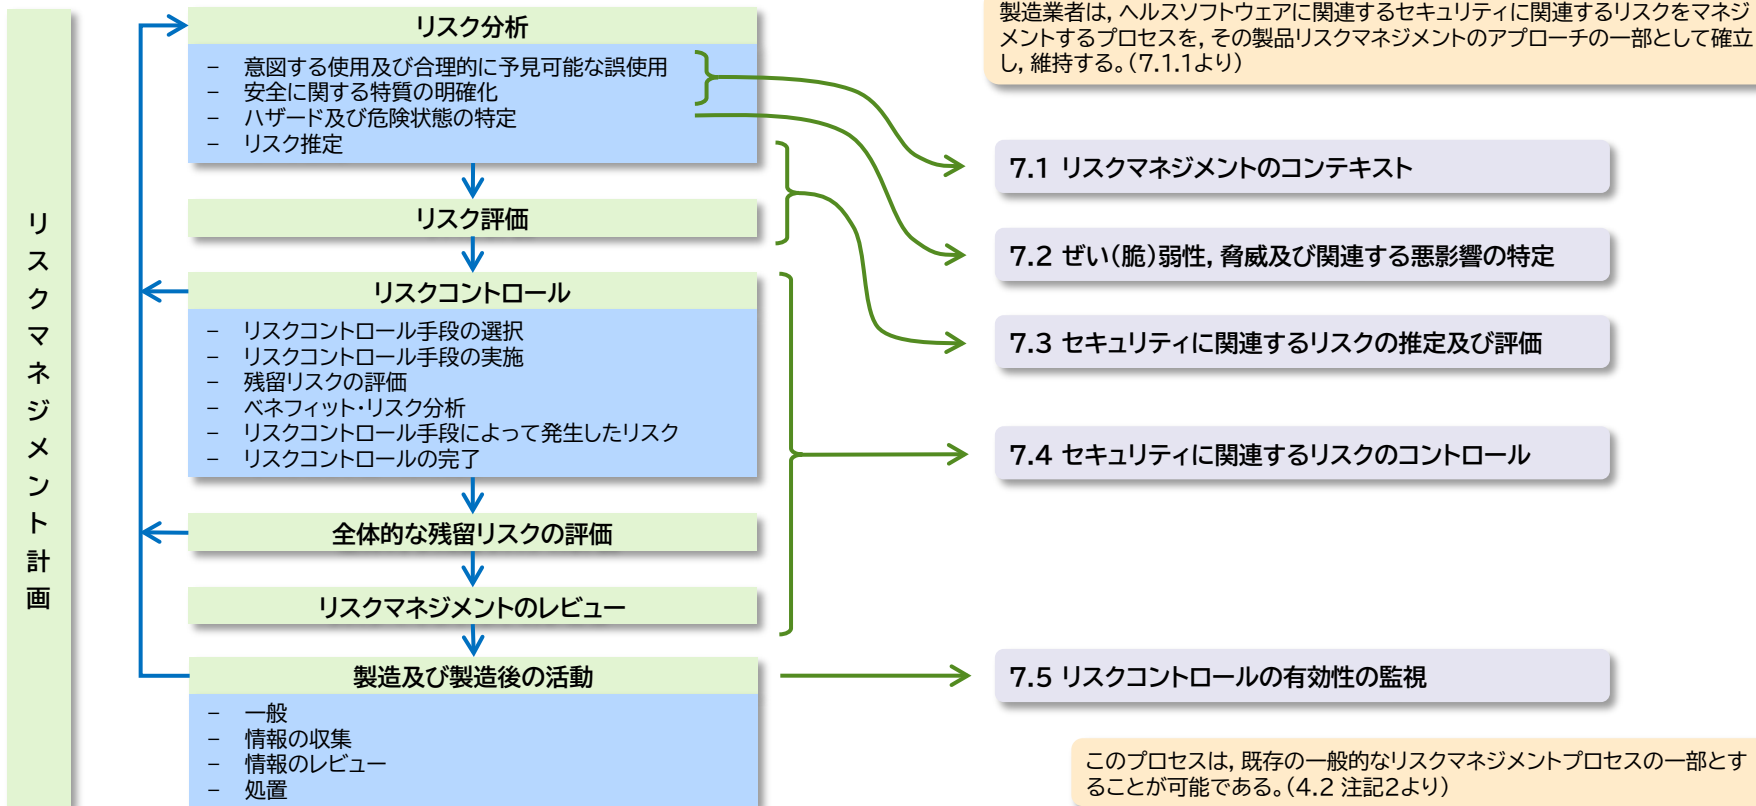 リスクマネジメント計画
リスク分析
– 意図する使用及び合理的に予見可能な誤使用
– 安全に関する特質の明確化
– ハザード及び危険状態の特定
– リスク推定
リスク評価
リスクコントロール
– リスクコントロール手段の選択
– リスクコントロール手段の実施
– 残留リスクの評価
– ベネフィット・リスク分析
– リスクコントロール手段によって発生したリスク
– リスクコントロールの完了
全体的な残留リスクの評価
リスクマネジメントのレビュー
製造及び製造後の活動
– 一般
– 情報の収集
– 情報のレビュー
– 処置
製造業者は，ヘルスソフトウェアに関連するセキュリティに関連するリスクをマネジ
メントするプロセスを，その製品リスクマネジメントのアプローチの一部として確立
し，維持する。（7.1.1より）
7.1 リスクマネジメントのコンテキスト
7.2 ぜい（脆）弱性，脅威及び関連する悪影響の特定
7.3 セキュリティに関連するリスクの推定及び評価
7.4 セキュリティに関連するリスクのコントロール
7.5 リスクコントロールの有効性の監視
このプロセスは，既存の一般的なリスクマネジメントプロセスの一部とす
ることが可能である。（4.2 注記2より）